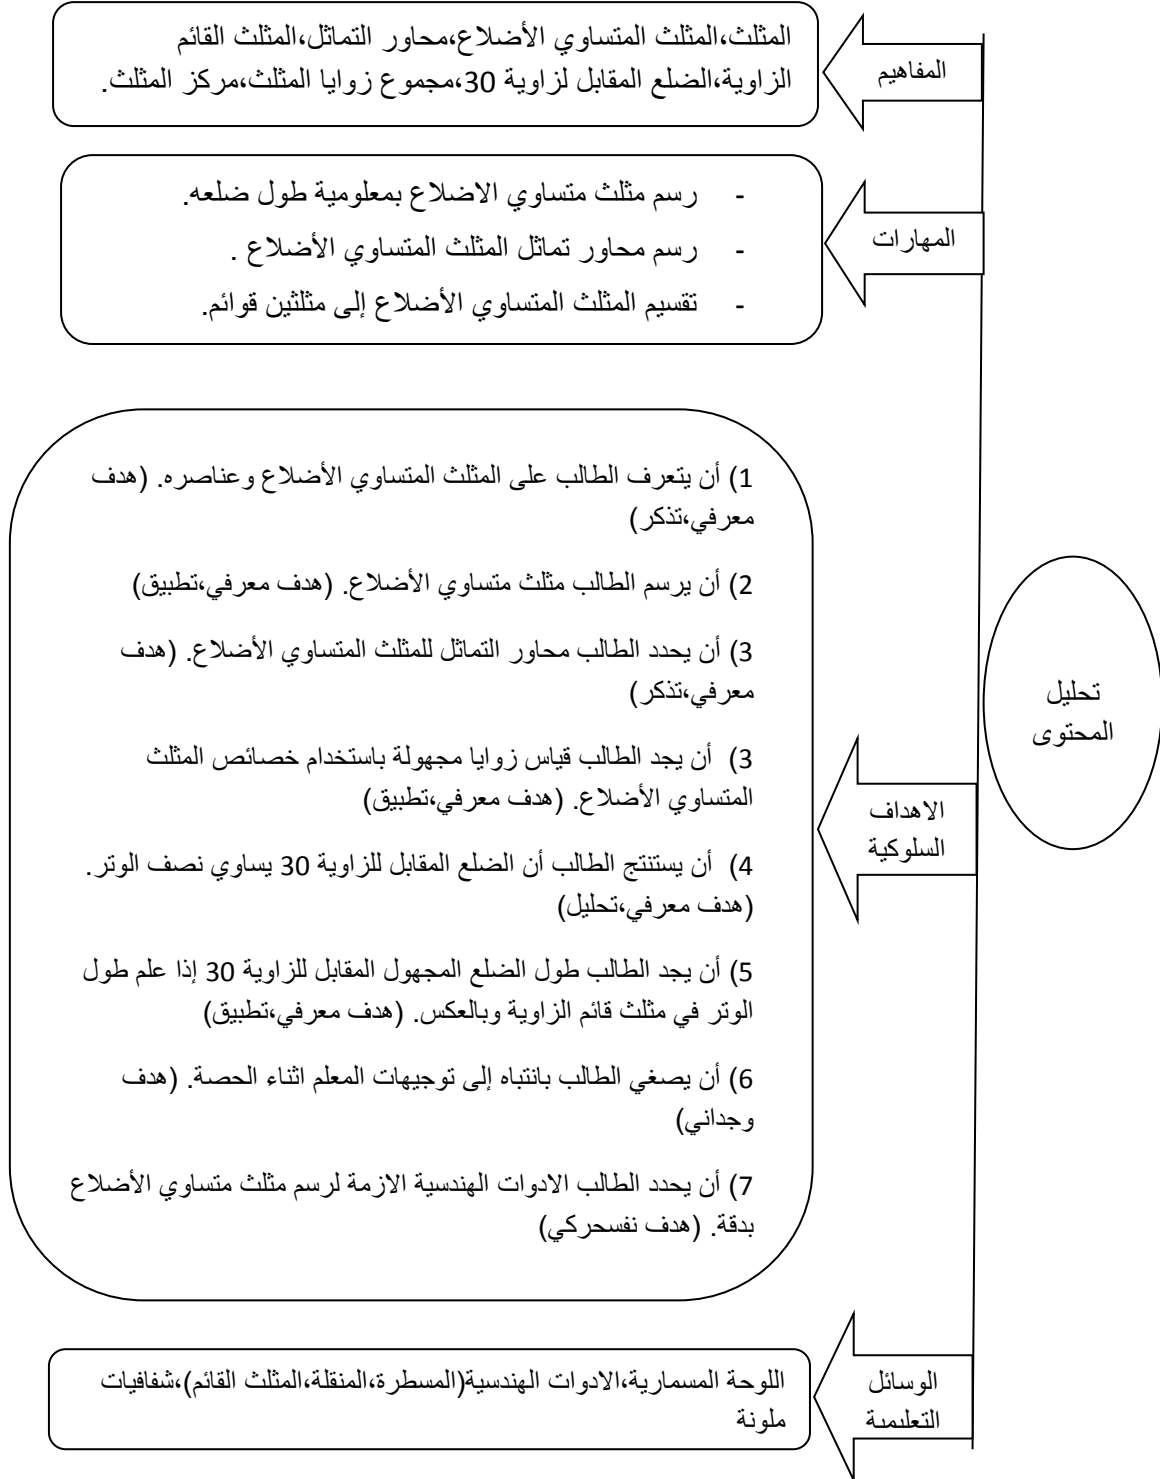 المفاهيم
المثلث،المثلث المتساوي الأضلاع،محاور التماثل،المثلث القائم
الزاوية،الضلع المقابل لزاوية 30،مجموع زوايا المثلث،مركز المثلث.
المهارات
- رسم مثلث متساوي الاضلاع بمعلومية طول ضلعه.
- رسم محاور تماثل المثلث المتساوي الأضلاع .
- تقسيم المثلث المتساوي الأضلاع إلى مثلثين قوائم.
تحليل
المحتوى
الاهداف
السلوكية
1) أن يتعرف الطالب على المثلث المتساوي الأضلاع وعناصره. (هدف
معرفي،تذكر)
2) أن يرسم الطالب مثلث متساوي الأضلاع. (هدف معرفي،تطبيق)
3) أن يحدد الطالب محاور التماثل للمثلث المتساوي الأضلاع. (هدف
معرفي،تذكر)
3) أن يجد الطالب قياس زوايا مجهولة باستخدام خصائص المثلث
المتساوي الأضلاع. (هدف معرفي،تطبيق)
4) أن يستنتج الطالب أن الضلع المقابل للزاوية 30 يساوي نصف الوتر.
(هدف معرفي،تحليل)
5) أن يجد الطالب طول الضلع المجهول المقابل للزاوية 30 إذا علم طول
الوتر في مثلث قائم الزاوية وبالعكس. (هدف معرفي،تطبيق)
6) أن يصغي الطالب بانتباه إلى توجيهات المعلم اثناء الحصة. (هدف
وجداني)
7) أن يحدد الطالب الادوات الهندسية الازمة لرسم مثلث متساوي الأضلاع
بدقة. (هدف نفسحركي)
الوسائل
التعليمية
اللوحة المسمارية،الادوات الهندسية(المسطرة،المنقلة،المثلث القائم)،شفافيات
ملونة